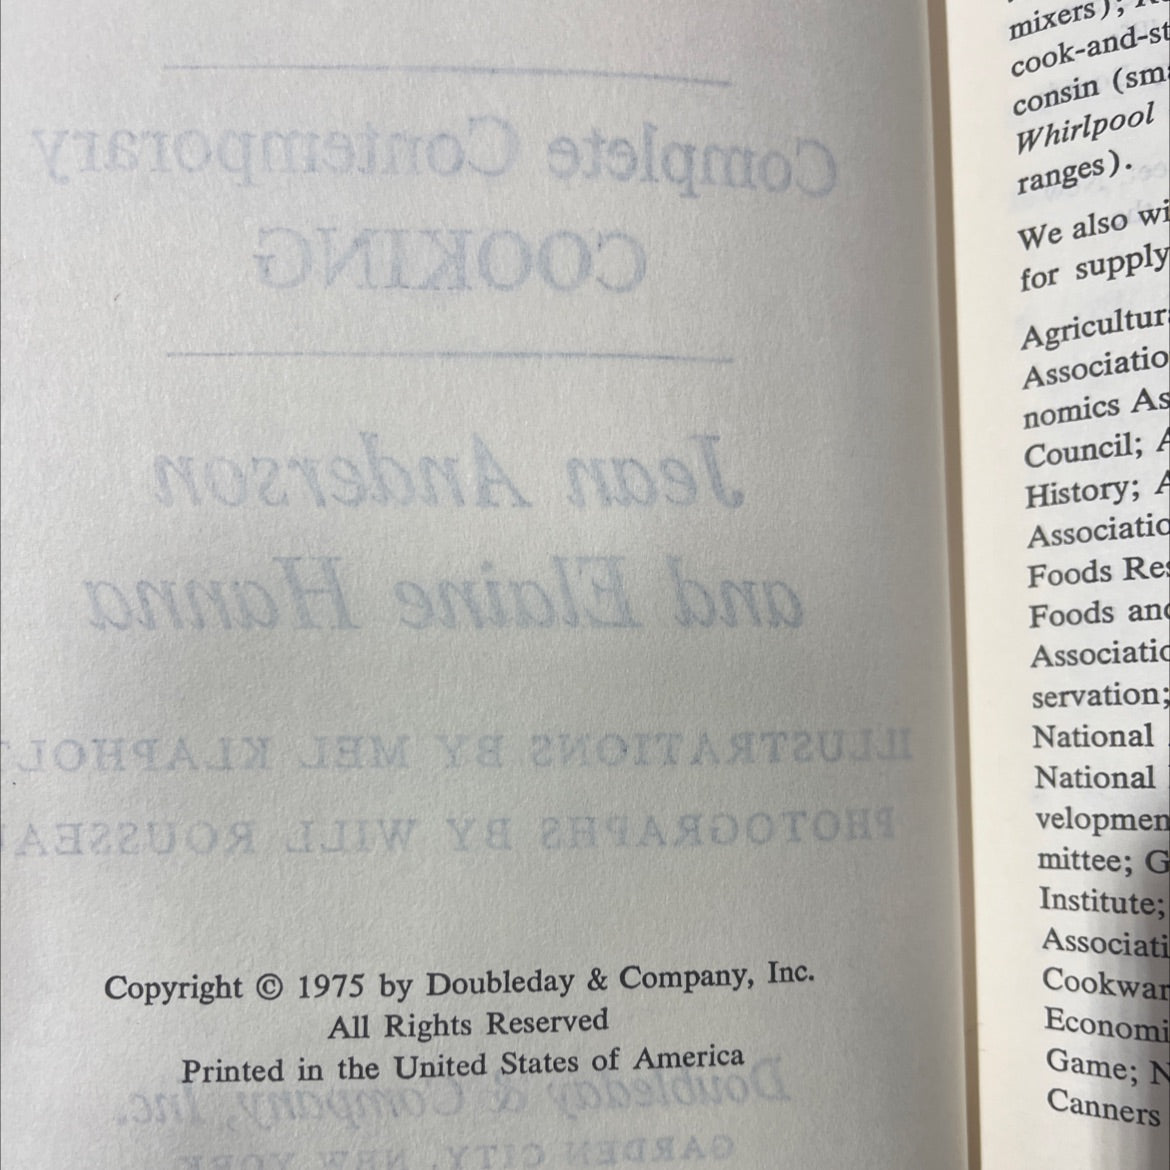 Complete Contemporary
COOKING
Jean Anderson
and Elaine Hanna
ILLUSTRATIONS BY MEL KLAPHOL
PHOTOGRAPHS BY WILL ROUSSEA
Copyright © 1975 by Doubleday & Company, Inc.
All Rights Reserved
Printed in the United States of America
Doubleday & Company, Inc.
GARDEN CITY, NEW YORK
mixers);
cook-and-st
consin (sma
Whirlpool
ranges).
We also wi
for supply
Agricultura
Associatio
nomics As
Council; A
History; A
Associatio
Foods Res
Foods and
Associatio
servation;
National
National
velopmen
mittee; G
Institute;
Associati
Cookwar
Economi
Game; N
Canners